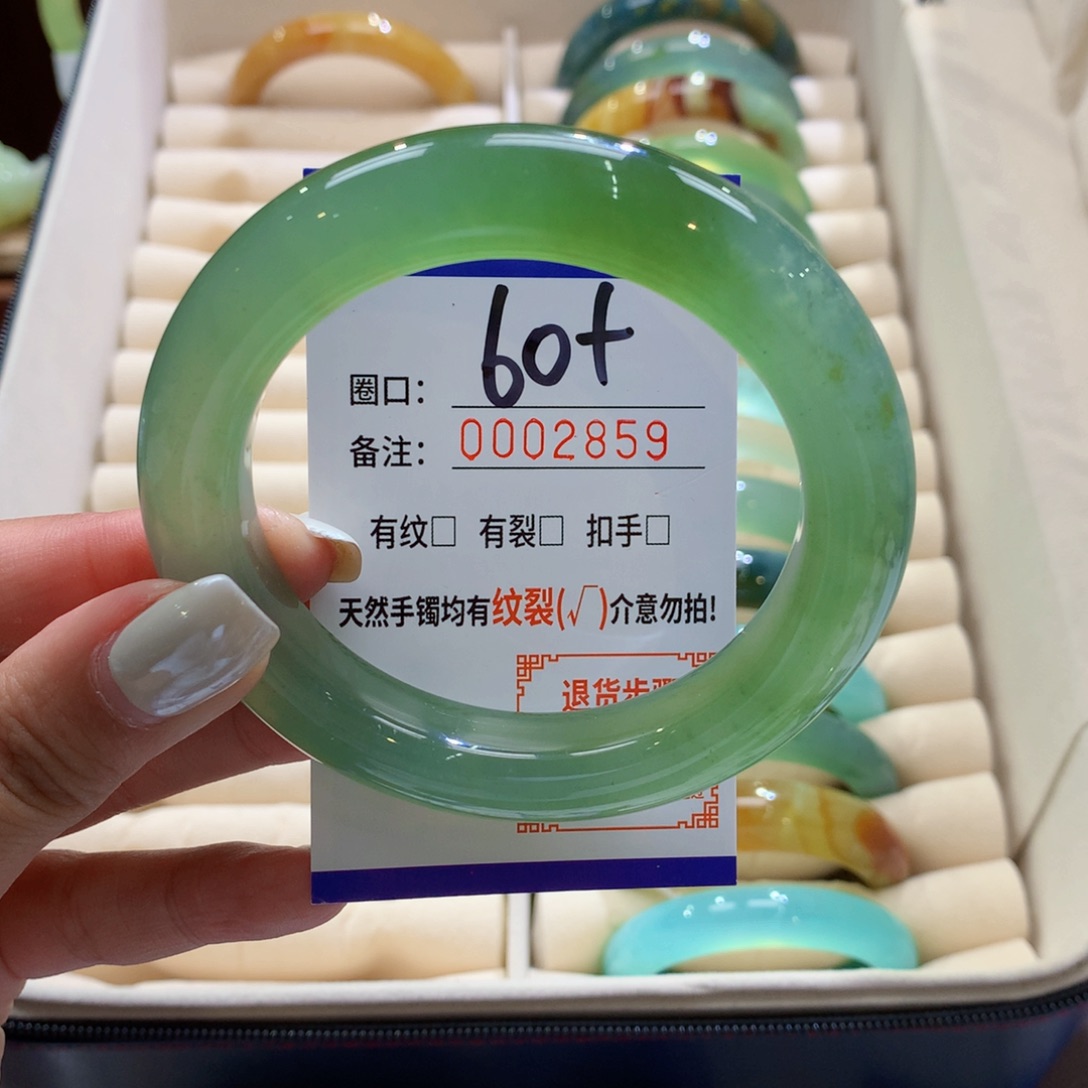 圈口： 60+
备注： 0002859
有纹□ 有裂□ 扣手□
天然手镯均有纹裂(√)介意勿拍!
退货步骤